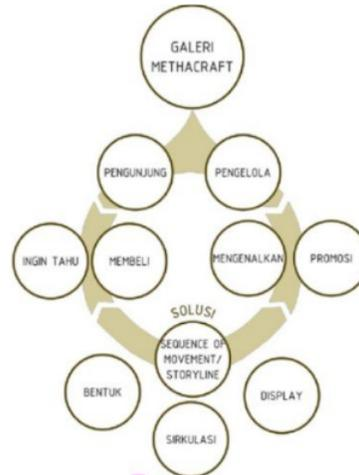 GALERI
METHACRAFT
PENGUNJUNG
PENGELOLA
INGIN TAHU
MEMBELI
MENGENALKAN
PROMOSI
SOLUSI
SEQUENCE OF
MOVEMENT/
STORYLINE
BENTUK
DISPLAY
SIRKULASI